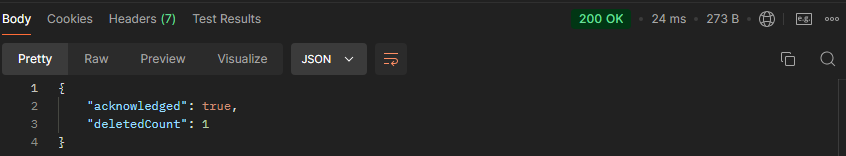 Body Cookies Headers (7) Test Results 200 OK • 24 ms • 273 B e.g.
Pretty Raw Preview Visualize JSON
1 {
2 "acknowledged": true,
3 "deletedCount": 1
4 }